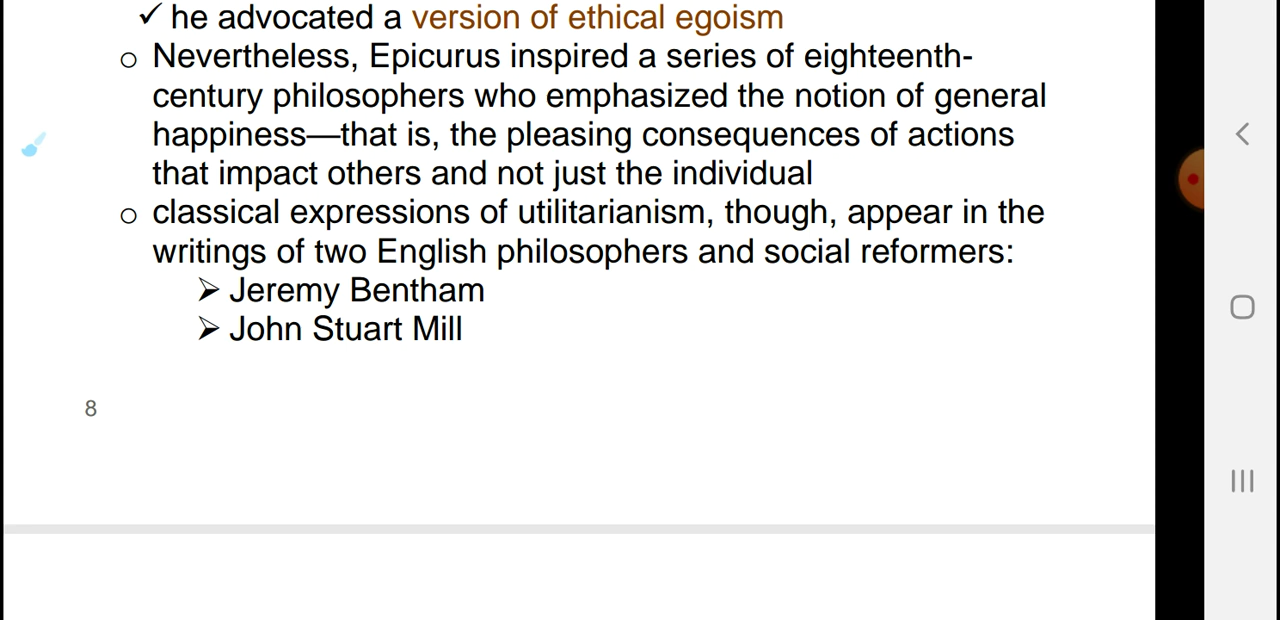 ✓ he advocated a version of ethical egoism
o Nevertheless, Epicurus inspired a series of eighteenth-
century philosophers who emphasized the notion of general
happiness—that is, the pleasing consequences of actions
that impact others and not just the individual
o classical expressions of utilitarianism, though, appear in the
writings of two English philosophers and social reformers:
➢ Jeremy Bentham
➢ John Stuart Mill
8